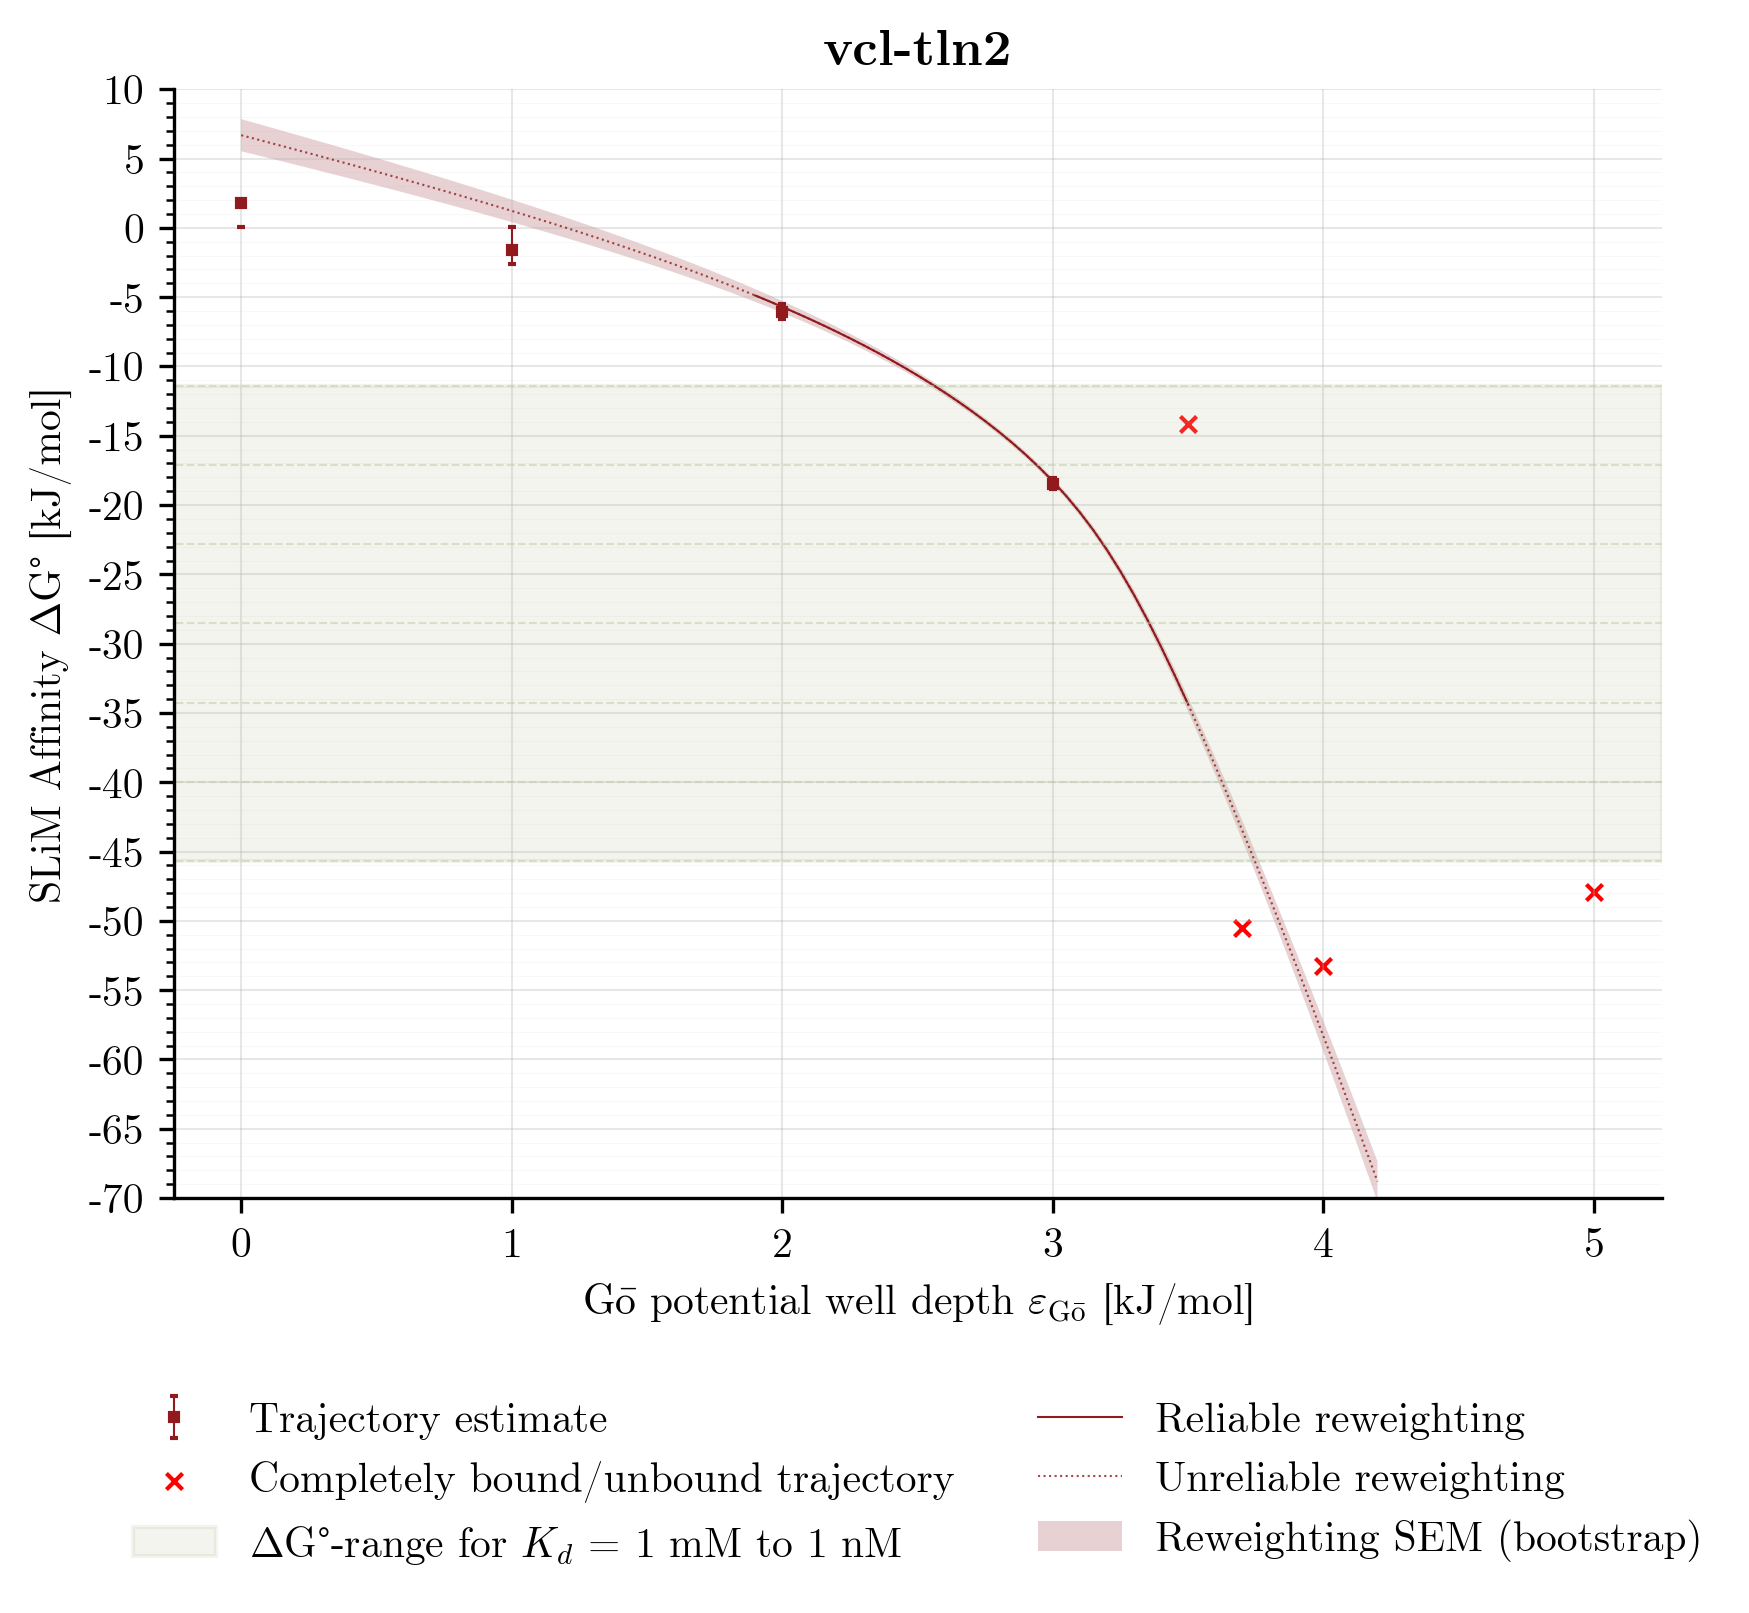 vcl-tln2
10
5
0
-5
-10
-15
-20
-25
-30
-35
-40
-45
-50
-55
-60
-65
-70
SLiM Affinity ΔG° [kJ/mol]
0 1 2 3 4 5
Gō potential well depth ε_Gō [kJ/mol]
Trajectory estimate
Completely bound/unbound trajectory
ΔG°-range for K_d = 1 mM to 1 nM
Reliable reweighting
Unreliable reweighting
Reweighting SEM (bootstrap)